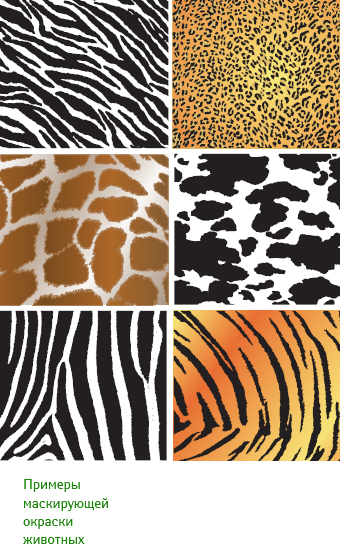 Примеры
маскирующей
окраски
животных